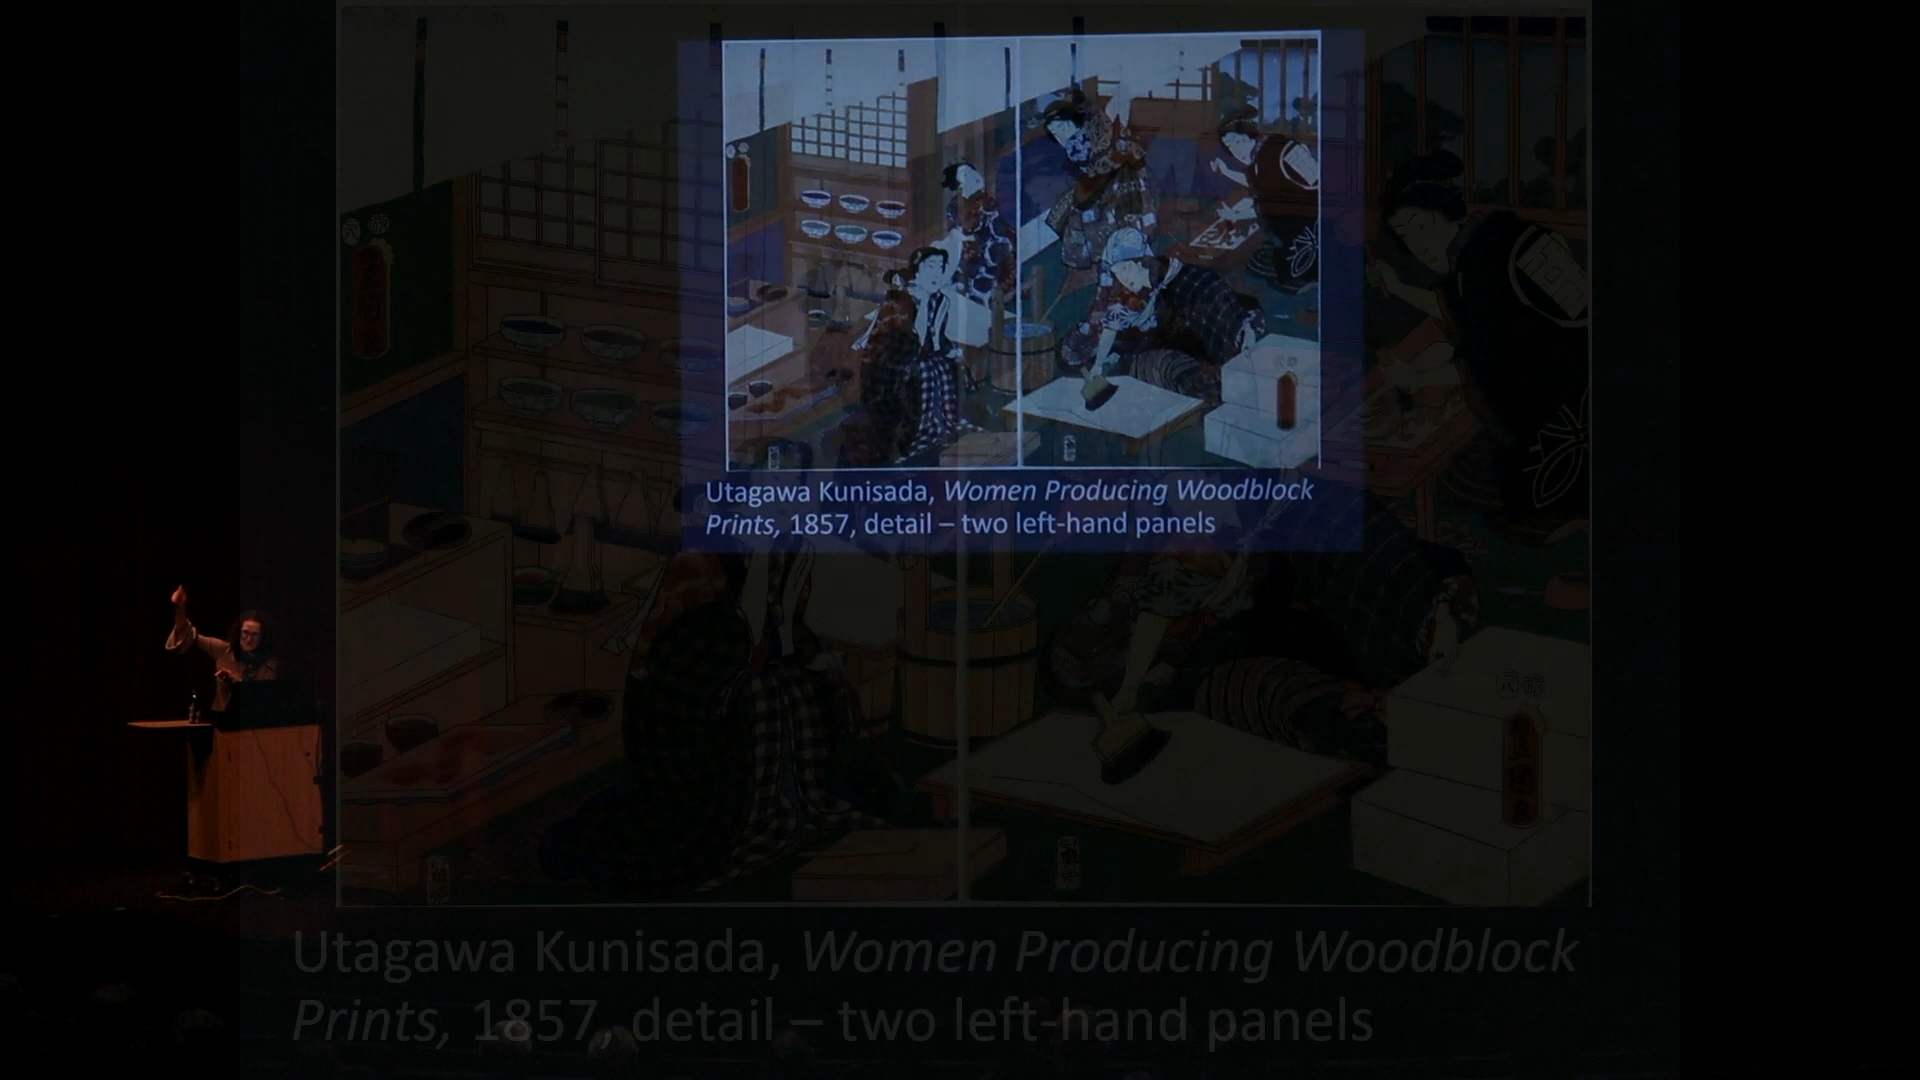 Utagawa Kunisada, Women Producing Woodblock
Prints, 1857, detail – two left-hand panels
Utagawa Kunisada, Women Producing Woodblock
Prints, 1857, detail – two left-hand panels